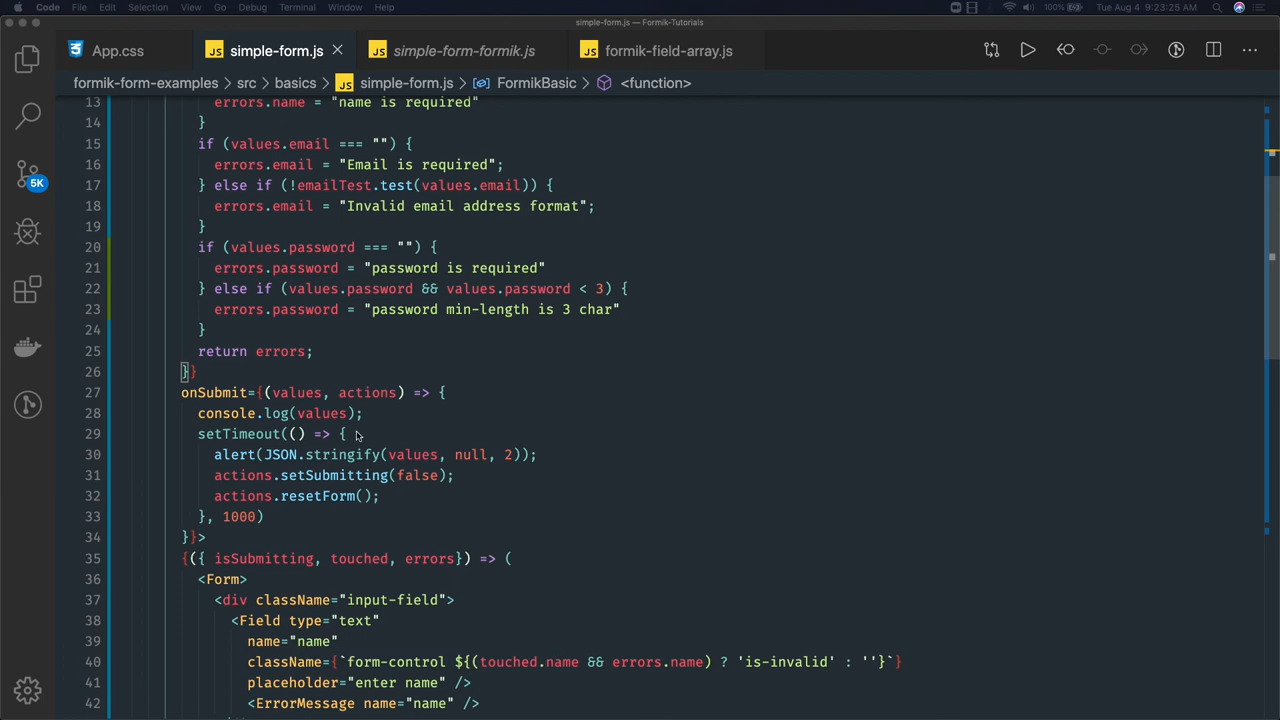 Code File Edit Selection View Go Debug Terminal Window Help 100% Tue Aug 4 9:23:25 AM
simple-form.js — Formik-Tutorials
App.css JS simple-form.js JS simple-form-formik.js JS formik-field-array.js
formik-form-examples > src > basics > JS simple-form.js > FormikBasic > <function>
5K
13 errors.name = "name is required"
14 }
15 if (values.email === "") {
16 errors.email = "Email is required";
17 } else if (!emailTest.test(values.email)) {
18 errors.email = "Invalid email address format";
19 }
20 if (values.password === "") {
21 errors.password = "password is required"
22 } else if (values.password && values.password < 3) {
23 errors.password = "password min-length is 3 char"
24 }
25 return errors;
26 }}
27 onSubmit={(values, actions) => {
28 console.log(values);
29 setTimeout(() => {
30 alert(JSON.stringify(values, null, 2));
31 actions.setSubmitting(false);
32 actions.resetForm();
33 }, 1000)
34 }}>
35 {({ isSubmitting, touched, errors}) => (
36 <Form>
37 <div className="input-field">
38 <Field type="text"
39 name="name"
40 className={`form-control ${(touched.name && errors.name) ? 'is-invalid' : ''}`}
41 placeholder="enter name" />
42 <ErrorMessage name="name" />